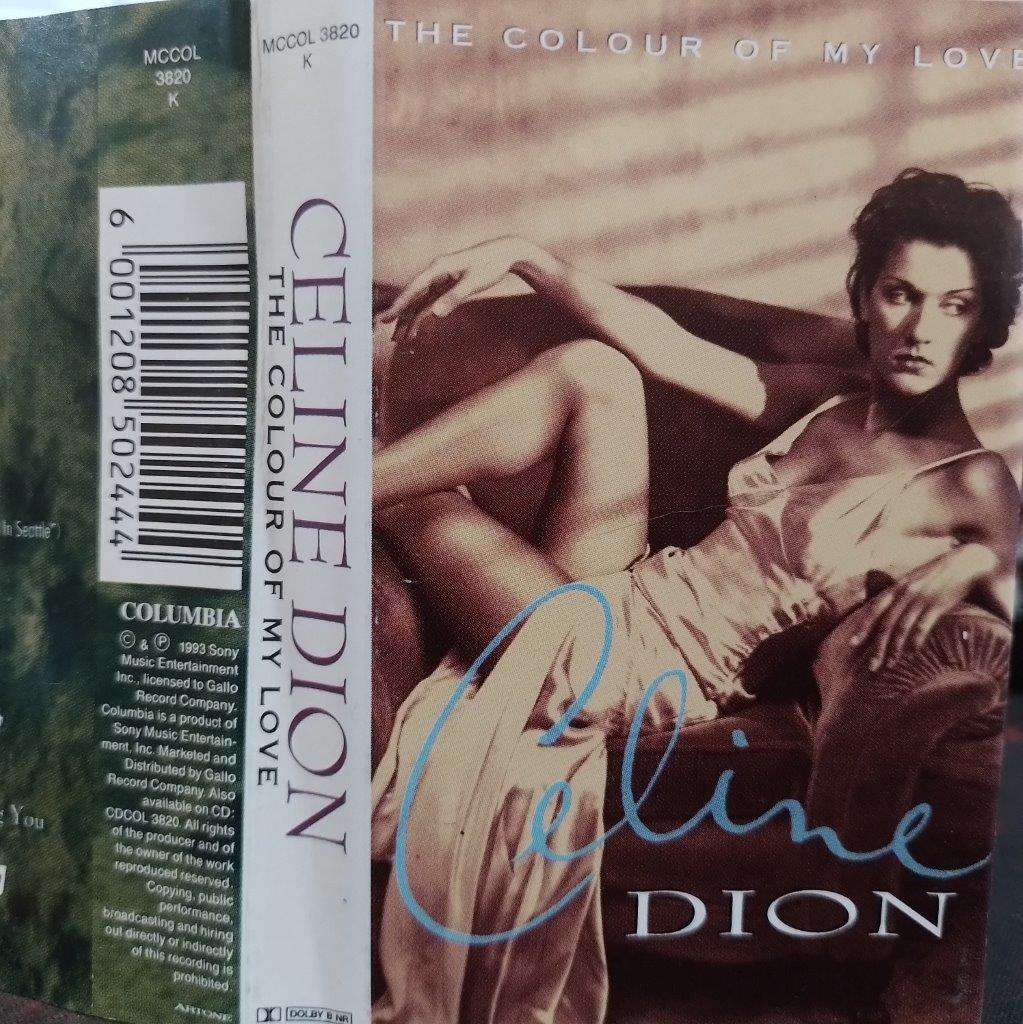 In Seattle")
g You
MCCOL
3820
K
6 001208 502444
COLUMBIA
© & ℗ 1993 Sony
Music Entertainment
Inc., licensed to Gallo
Record Company.
Columbia is a product of
Sony Music Entertain-
ment, Inc. Marketed and
Distributed by Gallo
Record Company. Also
available on CD:
CDCOL 3820. All rights
of the producer and of
the owner of the work
reproduced reserved.
Copying, public
performance,
broadcasting and hiring
out directly or indirectly
of this recording is
prohibited.
ARTONE
MCCOL 3820
K
CELINE DION
THE COLOUR OF MY LOVE
DOLBY B NR
THE COLOUR OF MY LOVE
Celine
DION